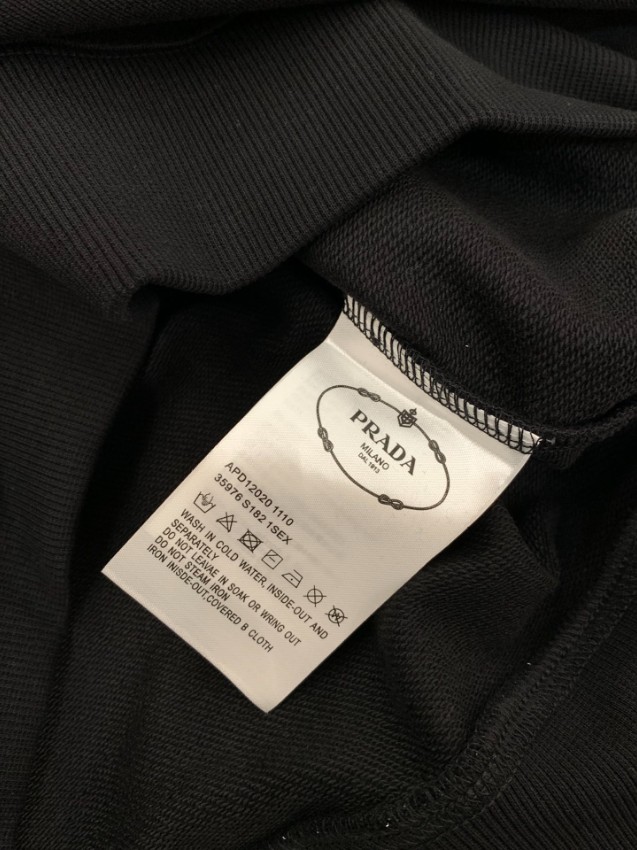 PRADA
MILANO
DAL 1913
APD12020 1110
35976 S182 1SEX
WASH IN COLD WATER, INSIDE-OUT AND
SEPARATELY
DO NOT LEAVAE IN SOAK OR WRING OUT
DO NOT STEAM IRON
IRON INISDE-OUT,COVERED B CLOTH